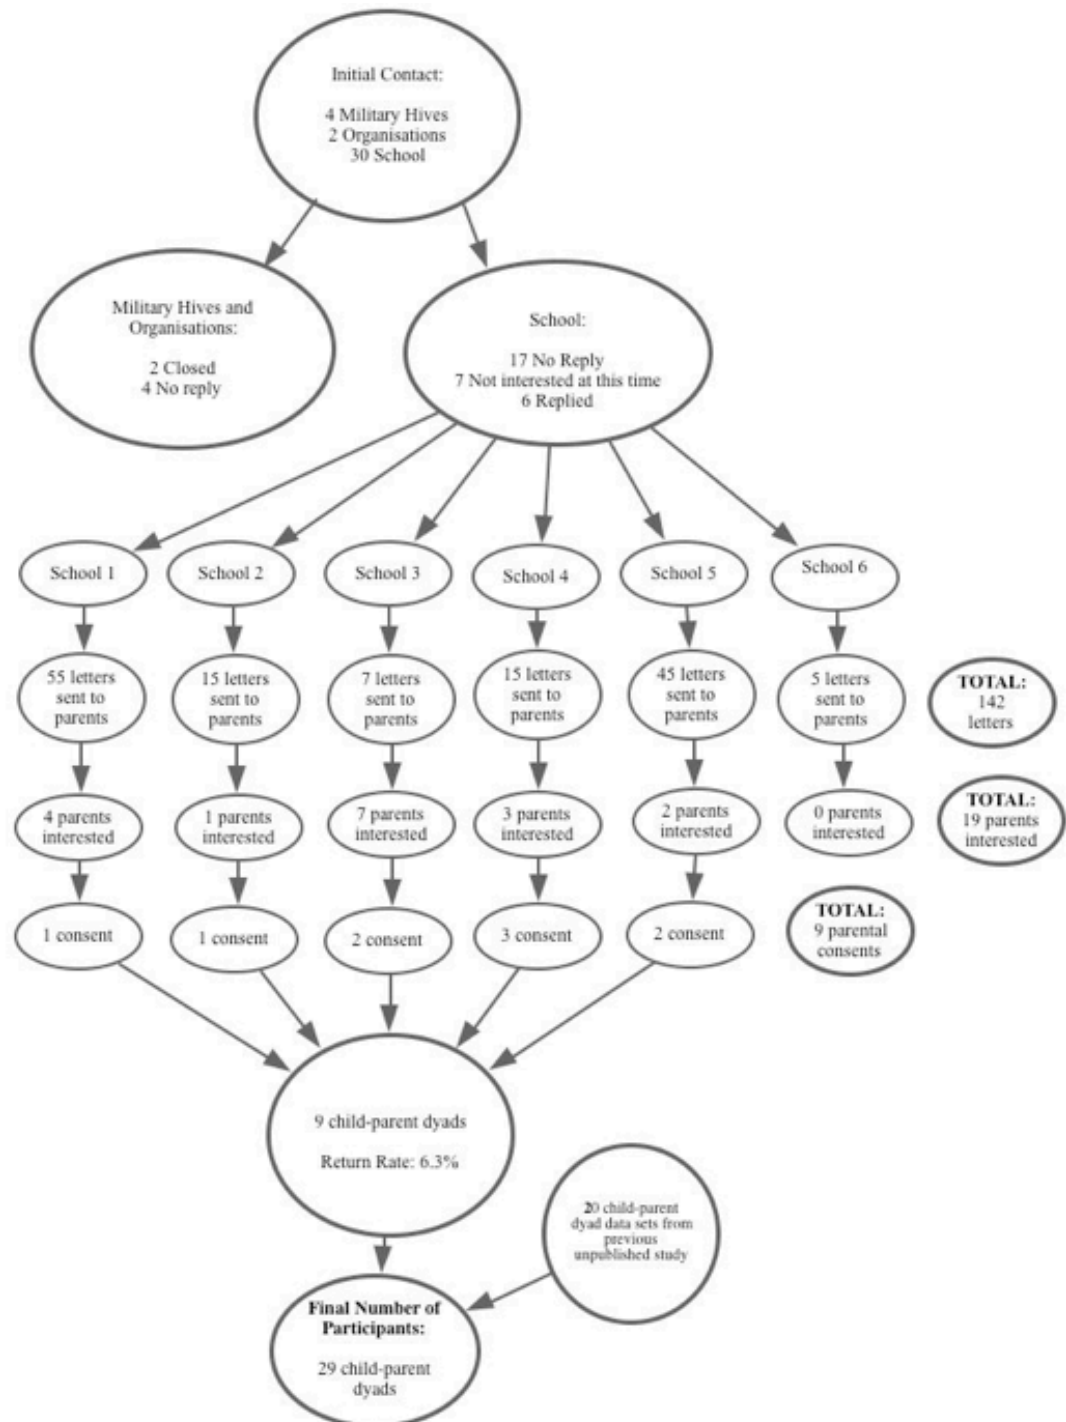 Initial Contact:
4 Military Hives
2 Organisations
30 School
Military Hives and
Organisations:
2 Closed
4 No reply
School:
17 No Reply
7 Not interested at this time
6 Replied
School 1
School 2
School 3
School 4
School 5
School 6
55 letters
sent to
parents
15 letters
sent to
parents
7 letters
sent to
parents
15 letters
sent to
parents
45 letters
sent to
parents
5 letters
sent to
parents
TOTAL:
142
letters
4 parents
interested
1 parents
interested
7 parents
interested
3 parents
interested
2 parents
interested
0 parents
interested
TOTAL:
19 parents
interested
1 consent
1 consent
2 consent
3 consent
2 consent
TOTAL:
9 parental
consents
9 child-parent dyads
Return Rate: 6.3%
20 child-parent
dyad data sets from
previous
unpublished study
Final Number of
Participants:
29 child-parent
dyads